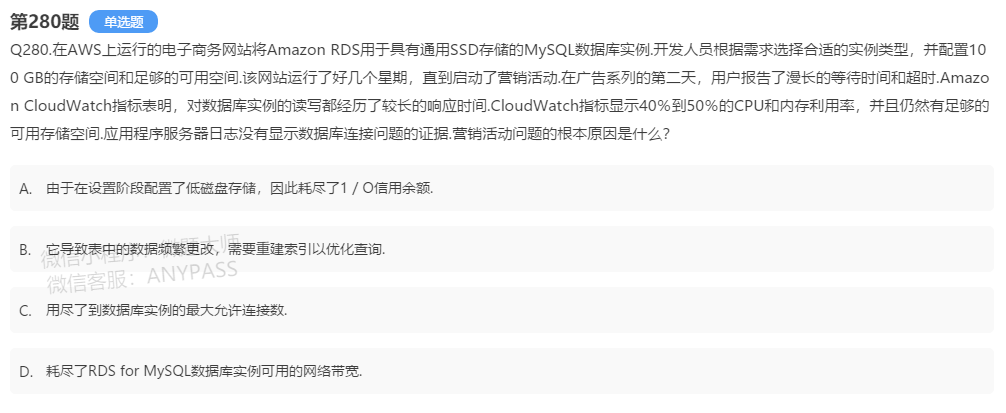 第280题 单选题
Q280.在AWS上运行的电子商务网站将Amazon RDS用于具有通用SSD存储的MySQL数据库实例.开发人员根据需求选择合适的实例类型，并配置10
0 GB的存储空间和足够的可用空间.该网站运行了好几个星期，直到启动了营销活动.在广告系列的第二天，用户报告了漫长的等待时间和超时.Amazo
n CloudWatch指标表明，对数据库实例的读写都经历了较长的响应时间.CloudWatch指标显示40％到50％的CPU和内存利用率，并且仍然有足够的
可用存储空间.应用程序服务器日志没有显示数据库连接问题的证据.营销活动问题的根本原因是什么？
A. 由于在设置阶段配置了低磁盘存储，因此耗尽了1 / O信用余额.
B. 它导致表中的数据频繁更改，需要重建索引以优化查询.
微信客服：ANYPASS
C. 用尽了到数据库实例的最大允许连接数.
D. 耗尽了RDS for MySQL数据库实例可用的网络带宽.